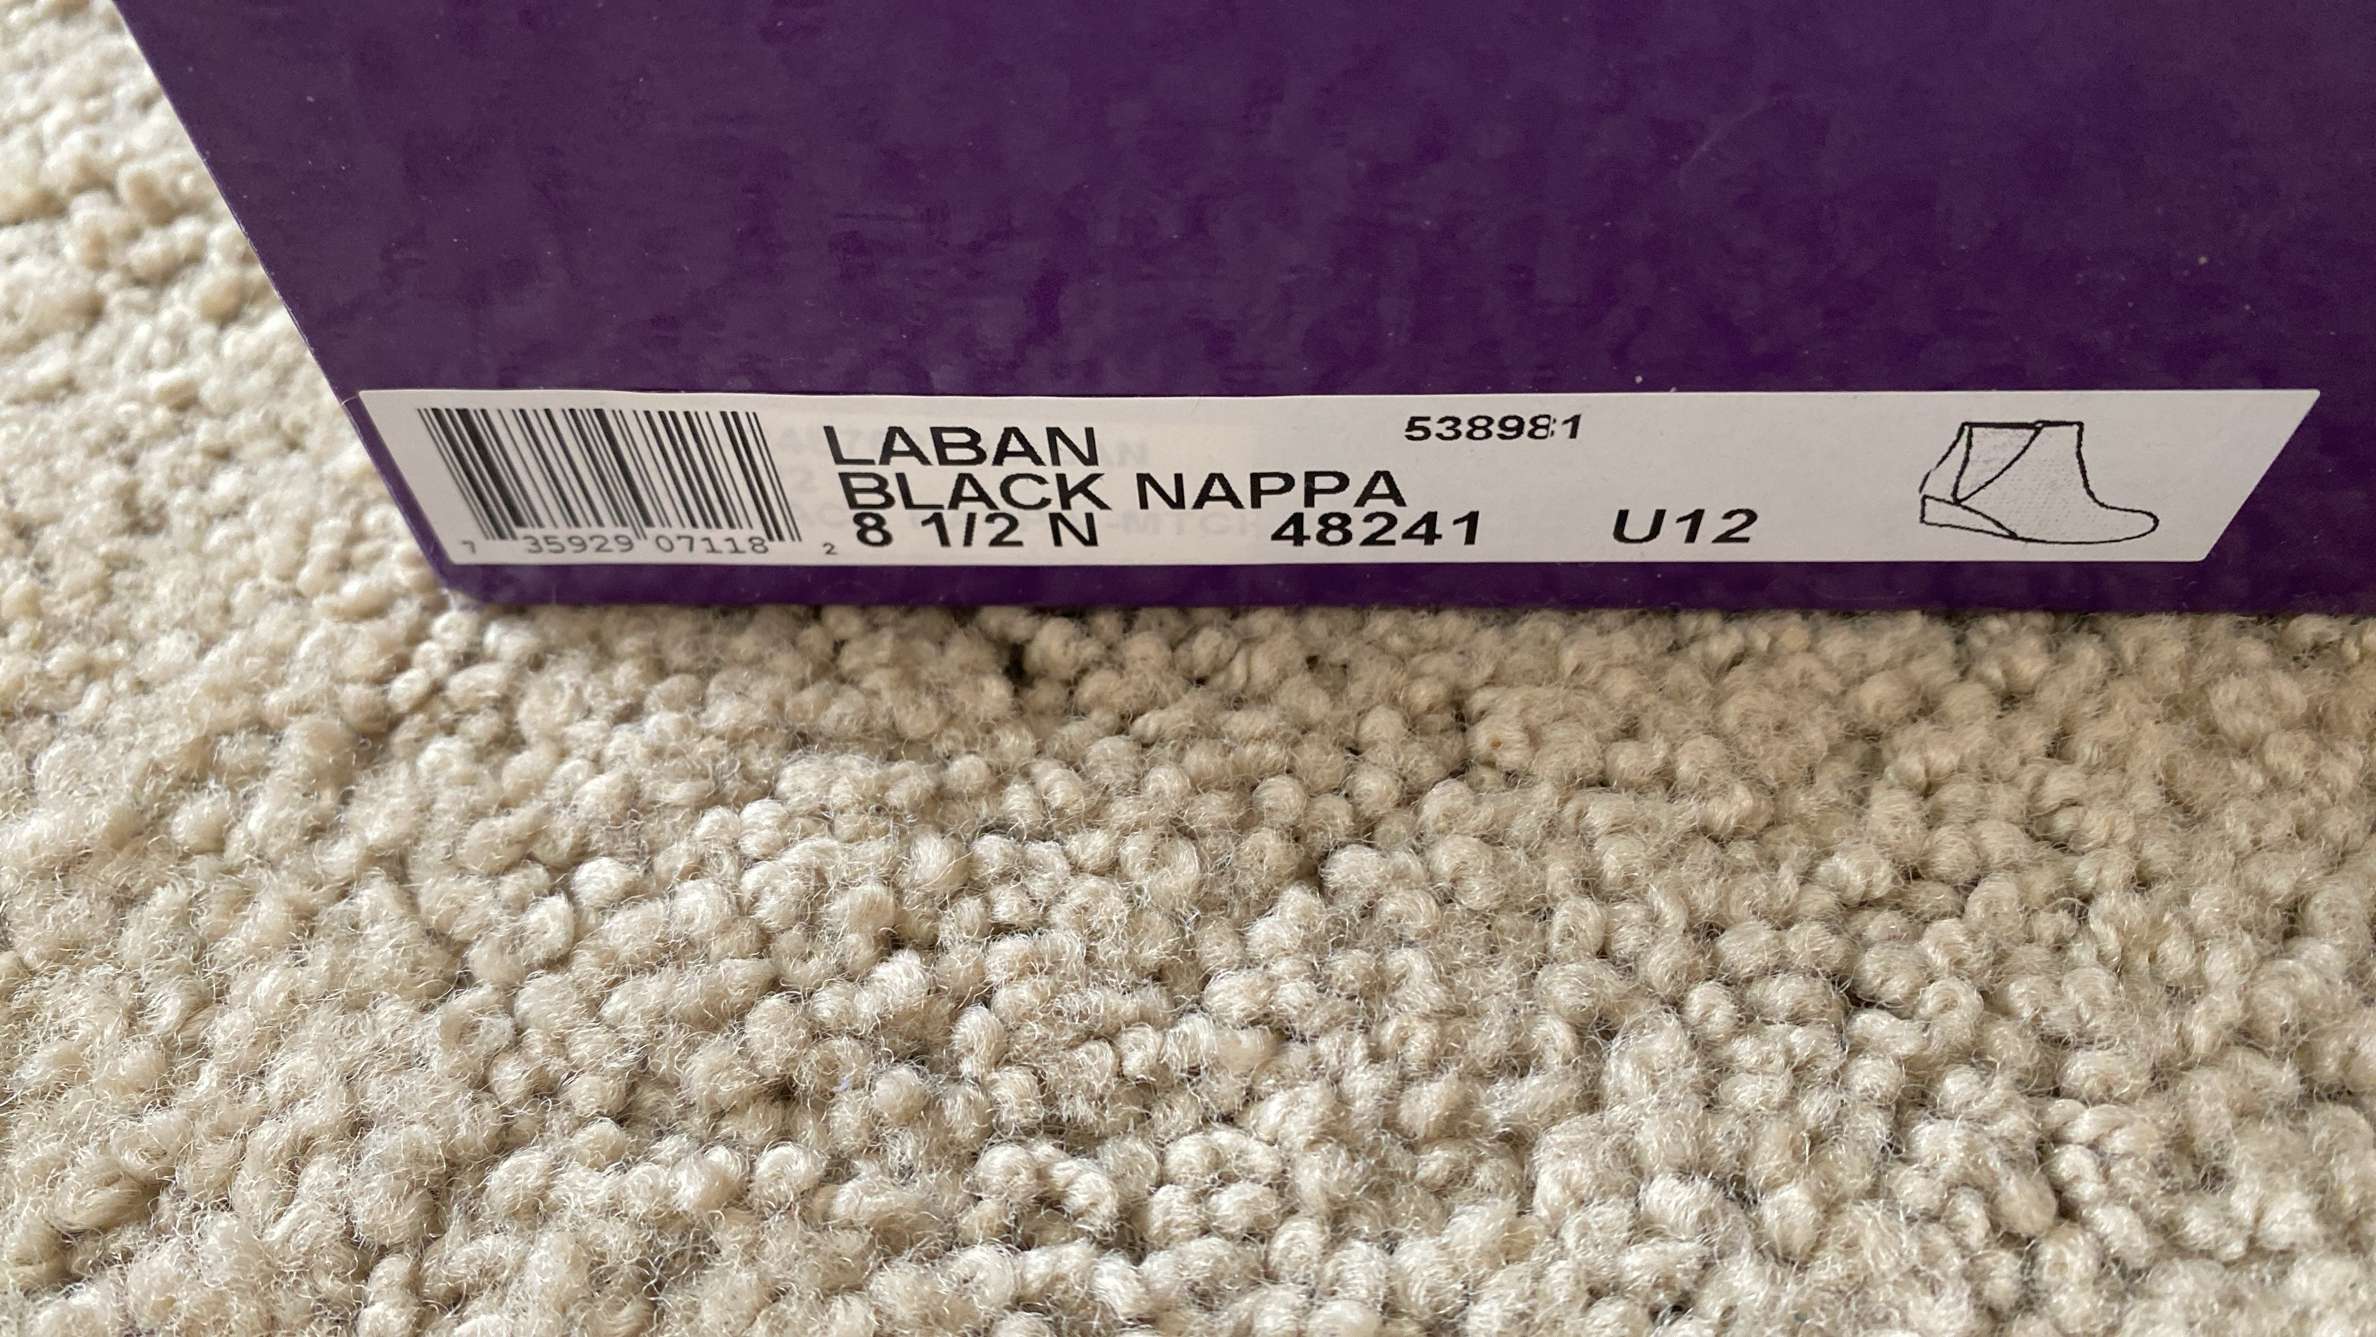 LABAN 538981
BLACK NAPPA
8 1/2 N 48241 U12
7 35929 07118 2